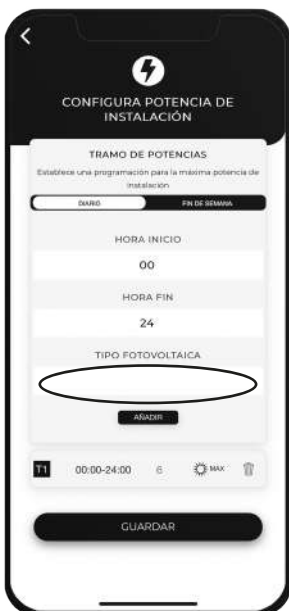 CONFIGURA POTENCIA DE
INSTALACIÓN
TRAMO DE POTENCIAS
Establece una programación para la máxima potencia de
instalación
DIARIO FIN DE SEMANA
HORA INICIO
00
HORA FIN
24
TIPO FOTOVOLTAICA
AÑADIR
T1 00:00-24:00 6 MAX
GUARDAR